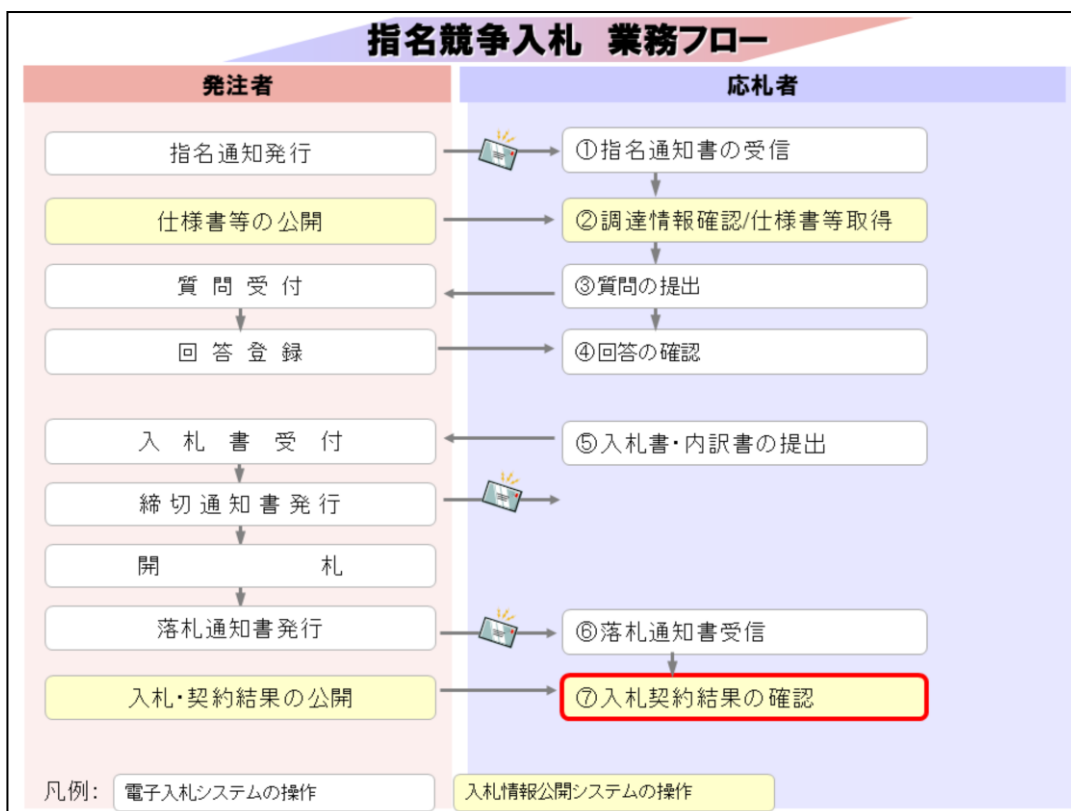 指名競争入札 業務フロー
発注者
応札者
指名通知発行
①指名通知書の受信
仕様書等の公開
②調達情報確認/仕様書等取得
質問受付
③質問の提出
回答登録
④回答の確認
入札書受付
⑤入札書・内訳書の提出
締切通知書発行
開札
落札通知書発行
⑥落札通知書受信
入札・契約結果の公開
⑦入札契約結果の確認
凡例:
電子入札システムの操作
入札情報公開システムの操作